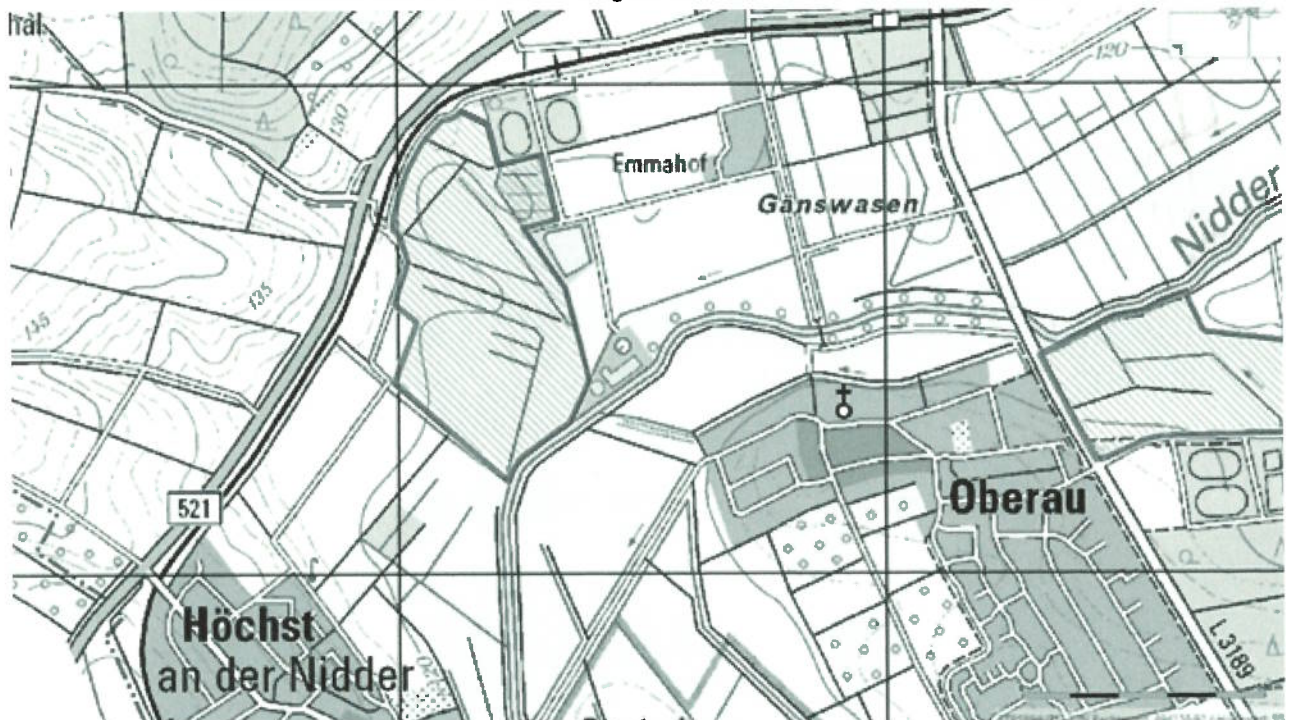 120
130
Emmahof
Gänswasen
Nidder
135
145
521
Oberau
Höchst
an der Nidder
L 3189